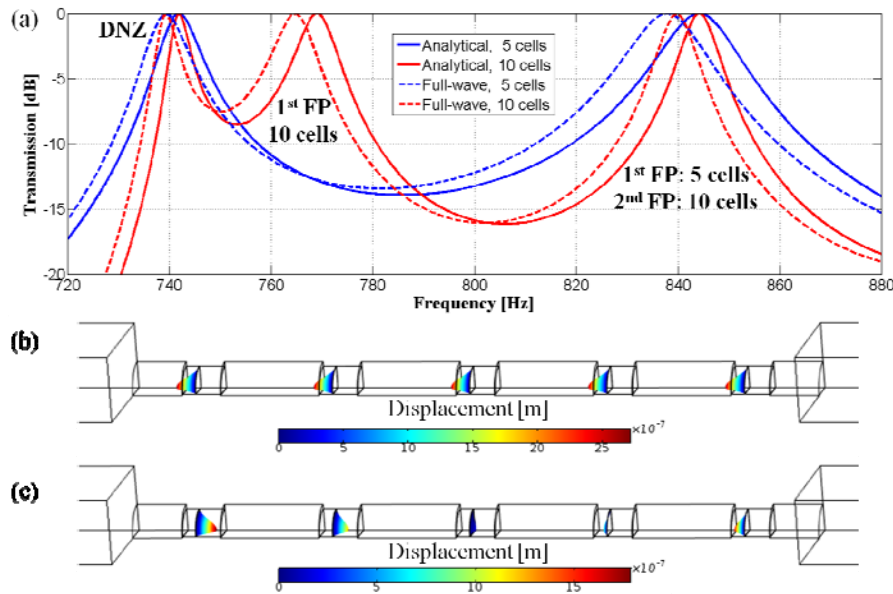 (a)
DNZ
0
-5
-10
-15
-20
Transmission [dB]
Analytical, 5 cells
Analytical, 10 cells
Full-wave, 5 cells
Full-wave, 10 cells
1st FP
10 cells
1st FP: 5 cells
2nd FP: 10 cells
720 740 760 780 800 820 840 860 880
Frequency [Hz]
(b)
Displacement [m]
×10-7
0 5 10 15 20 25
(c)
Displacement [m]
×10-7
0 5 10 15